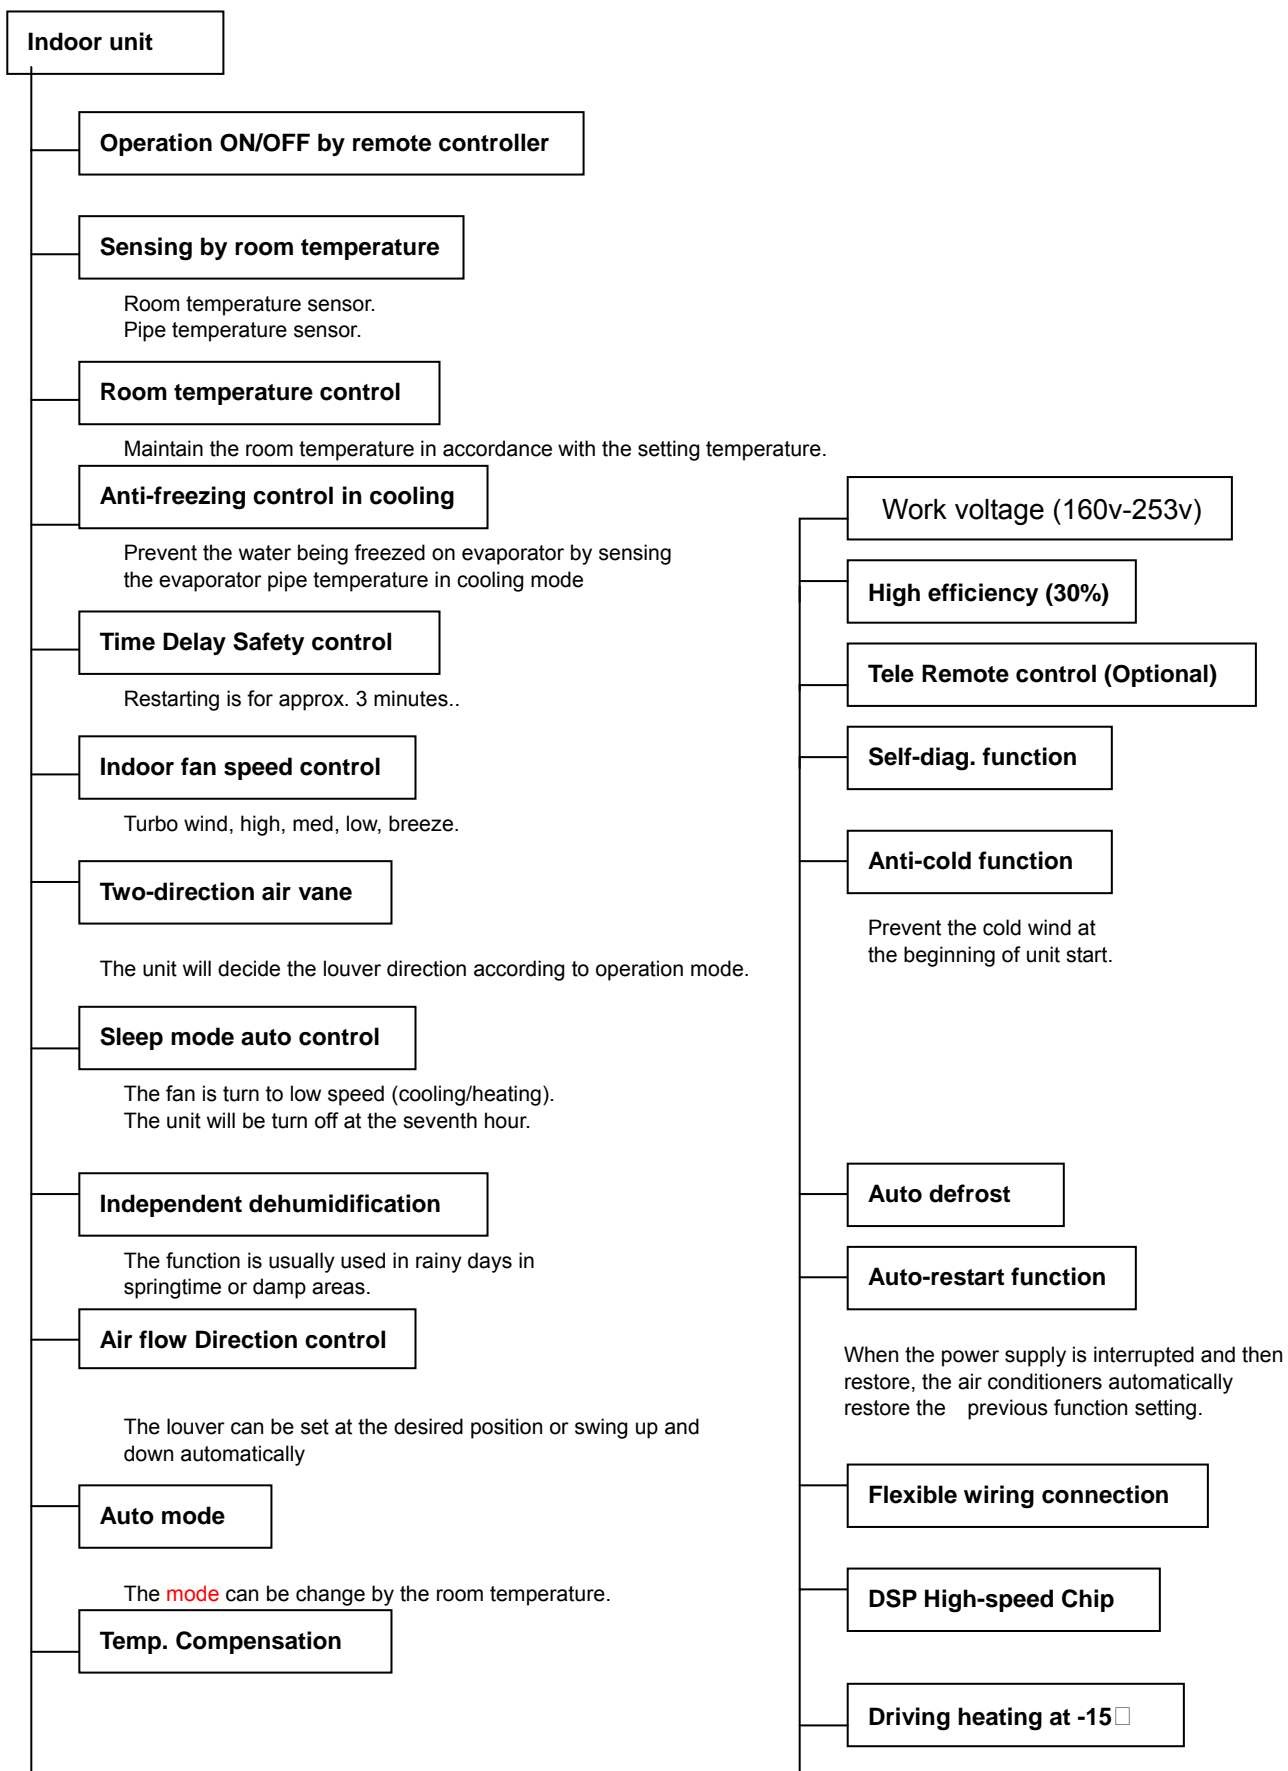 Indoor unit
Operation ON/OFF by remote controller
Sensing by room temperature
Room temperature sensor.
Pipe temperature sensor.
Room temperature control
Maintain the room temperature in accordance with the setting temperature.
Anti-freezing control in cooling
Prevent the water being freezed on evaporator by sensing
the evaporator pipe temperature in cooling mode
Time Delay Safety control
Restarting is for approx. 3 minutes..
Indoor fan speed control
Turbo wind, high, med, low, breeze.
Two-direction air vane
The unit will decide the louver direction according to operation mode.
Sleep mode auto control
The fan is turn to low speed (cooling/heating).
The unit will be turn off at the seventh hour.
Independent dehumidification
The function is usually used in rainy days in
springtime or damp areas.
Air flow Direction control
The louver can be set at the desired position or swing up and
down automatically
Auto mode
The mode can be change by the room temperature.
Temp. Compensation
Work voltage (160v-253v)
High efficiency (30%)
Tele Remote control (Optional)
Self-diag. function
Anti-cold function
Prevent the cold wind at
the beginning of unit start.
Auto defrost
Auto-restart function
When the power supply is interrupted and then
restore, the air conditioners automatically
restore the previous function setting.
Flexible wiring connection
DSP High-speed Chip
Driving heating at -15□